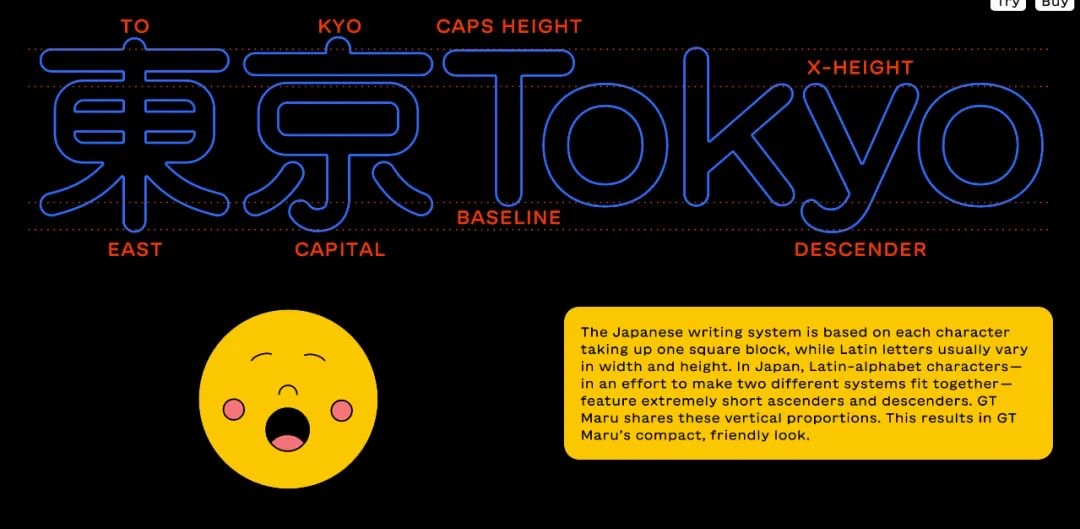 Try Buy
TO KYO CAPS HEIGHT
X-HEIGHT
東京Tokyo
BASELINE
EAST CAPITAL DESCENDER
The Japanese writing system is based on each character
taking up one square block, while Latin letters usually vary
in width and height. In Japan, Latin-alphabet characters—
in an effort to make two different systems fit together—
feature extremely short ascenders and descenders. GT
Maru shares these vertical proportions. This results in GT
Maru’s compact, friendly look.